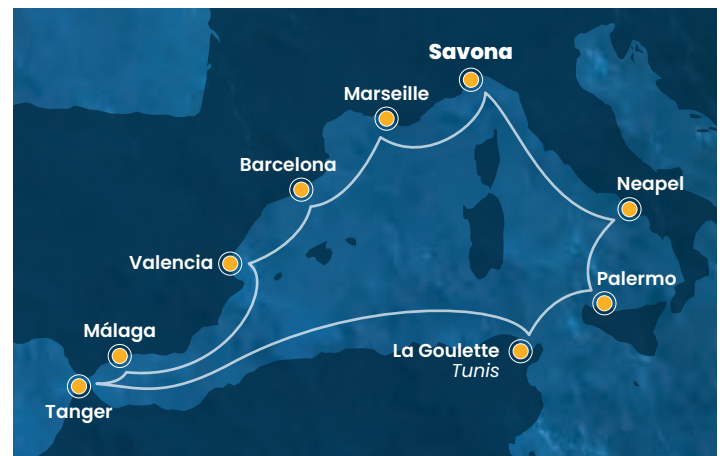 Savona
Marseille
Barcelona
Neapel
Valencia
Palermo
Málaga
La Goulette
Tunis
Tanger